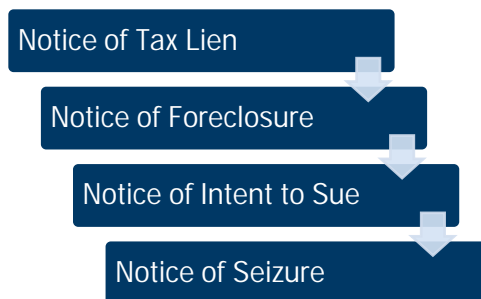 Notice of Tax Lien
Notice of Foreclosure
Notice of Intent to Sue
Notice of Seizure